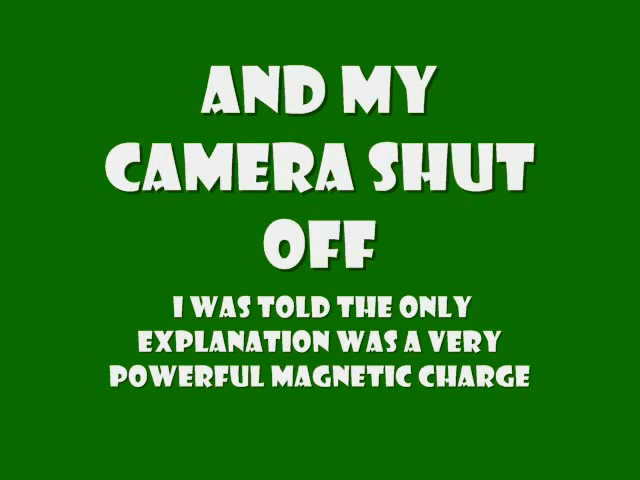 AND MY
CAMERA SHUT
OFF
I WAS TOLD THE ONLY
EXPLANATION WAS A VERY
POWERFUL MAGNETIC CHARGE